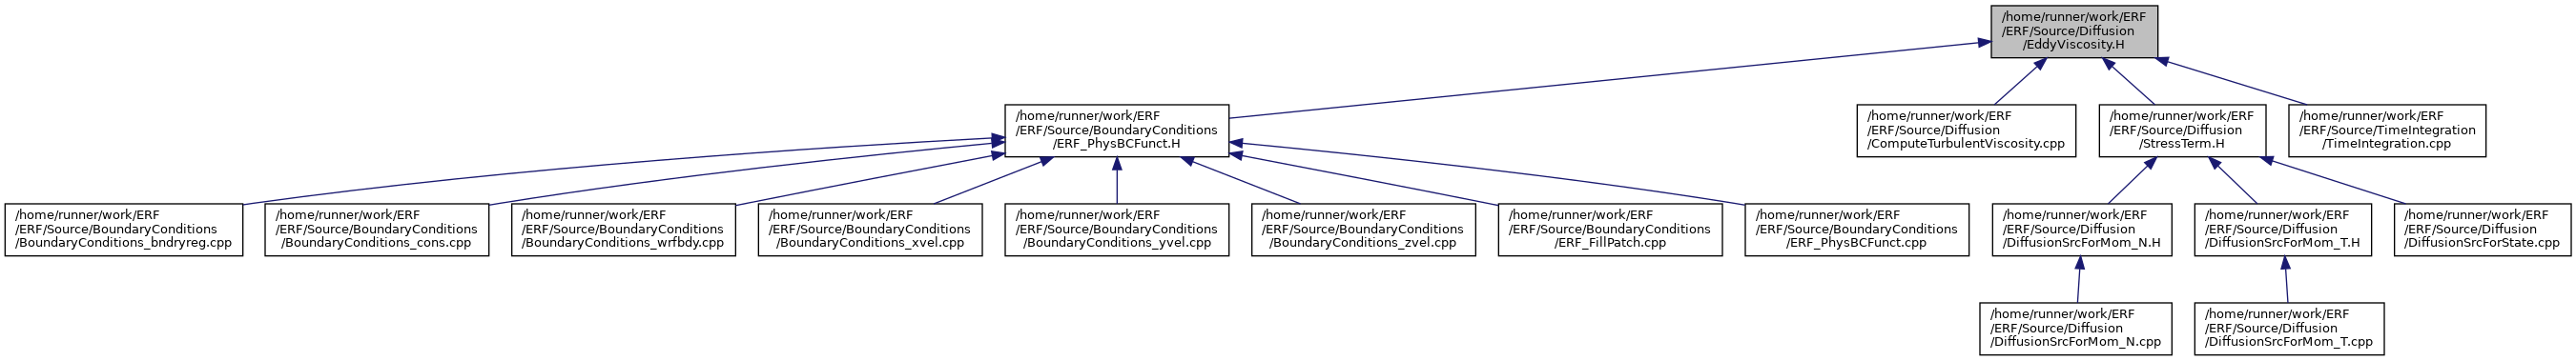 /home/runner/work/ERF
/ERF/Source/Diffusion
/EddyViscosity.H
/home/runner/work/ERF
/ERF/Source/BoundaryConditions
/ERF_PhysBCFunct.H
/home/runner/work/ERF
/ERF/Source/Diffusion
/ComputeTurbulentViscosity.cpp
/home/runner/work/ERF
/ERF/Source/Diffusion
/StressTerm.H
/home/runner/work/ERF
/ERF/Source/TimeIntegration
/TimeIntegration.cpp
/home/runner/work/ERF
/ERF/Source/BoundaryConditions
/BoundaryConditions_bndryreg.cpp
/home/runner/work/ERF
/ERF/Source/BoundaryConditions
/BoundaryConditions_cons.cpp
/home/runner/work/ERF
/ERF/Source/BoundaryConditions
/BoundaryConditions_wrfbdy.cpp
/home/runner/work/ERF
/ERF/Source/BoundaryConditions
/BoundaryConditions_xvel.cpp
/home/runner/work/ERF
/ERF/Source/BoundaryConditions
/BoundaryConditions_yvel.cpp
/home/runner/work/ERF
/ERF/Source/BoundaryConditions
/BoundaryConditions_zvel.cpp
/home/runner/work/ERF
/ERF/Source/BoundaryConditions
/ERF_FillPatch.cpp
/home/runner/work/ERF
/ERF/Source/BoundaryConditions
/ERF_PhysBCFunct.cpp
/home/runner/work/ERF
/ERF/Source/Diffusion
/DiffusionSrcForMom_N.H
/home/runner/work/ERF
/ERF/Source/Diffusion
/DiffusionSrcForMom_T.H
/home/runner/work/ERF
/ERF/Source/Diffusion
/DiffusionSrcForState.cpp
/home/runner/work/ERF
/ERF/Source/Diffusion
/DiffusionSrcForMom_N.cpp
/home/runner/work/ERF
/ERF/Source/Diffusion
/DiffusionSrcForMom_T.cpp